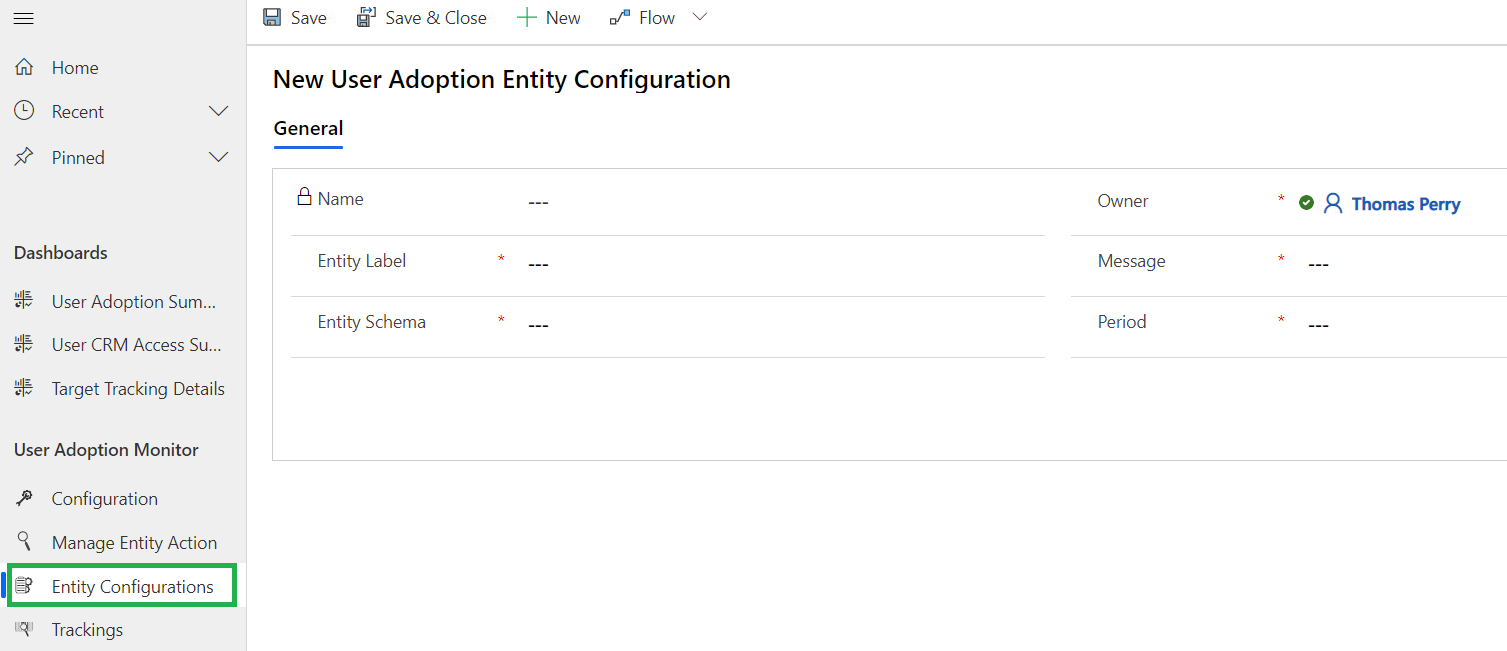 Save Save & Close New Flow
Home
Recent
Pinned
Dashboards
User Adoption Sum...
User CRM Access Su...
Target Tracking Details
User Adoption Monitor
Configuration
Manage Entity Action
Entity Configurations
Trackings
New User Adoption Entity Configuration
General
Name ---
Owner * Thomas Perry
Entity Label * ---
Message * ---
Entity Schema * ---
Period * ---